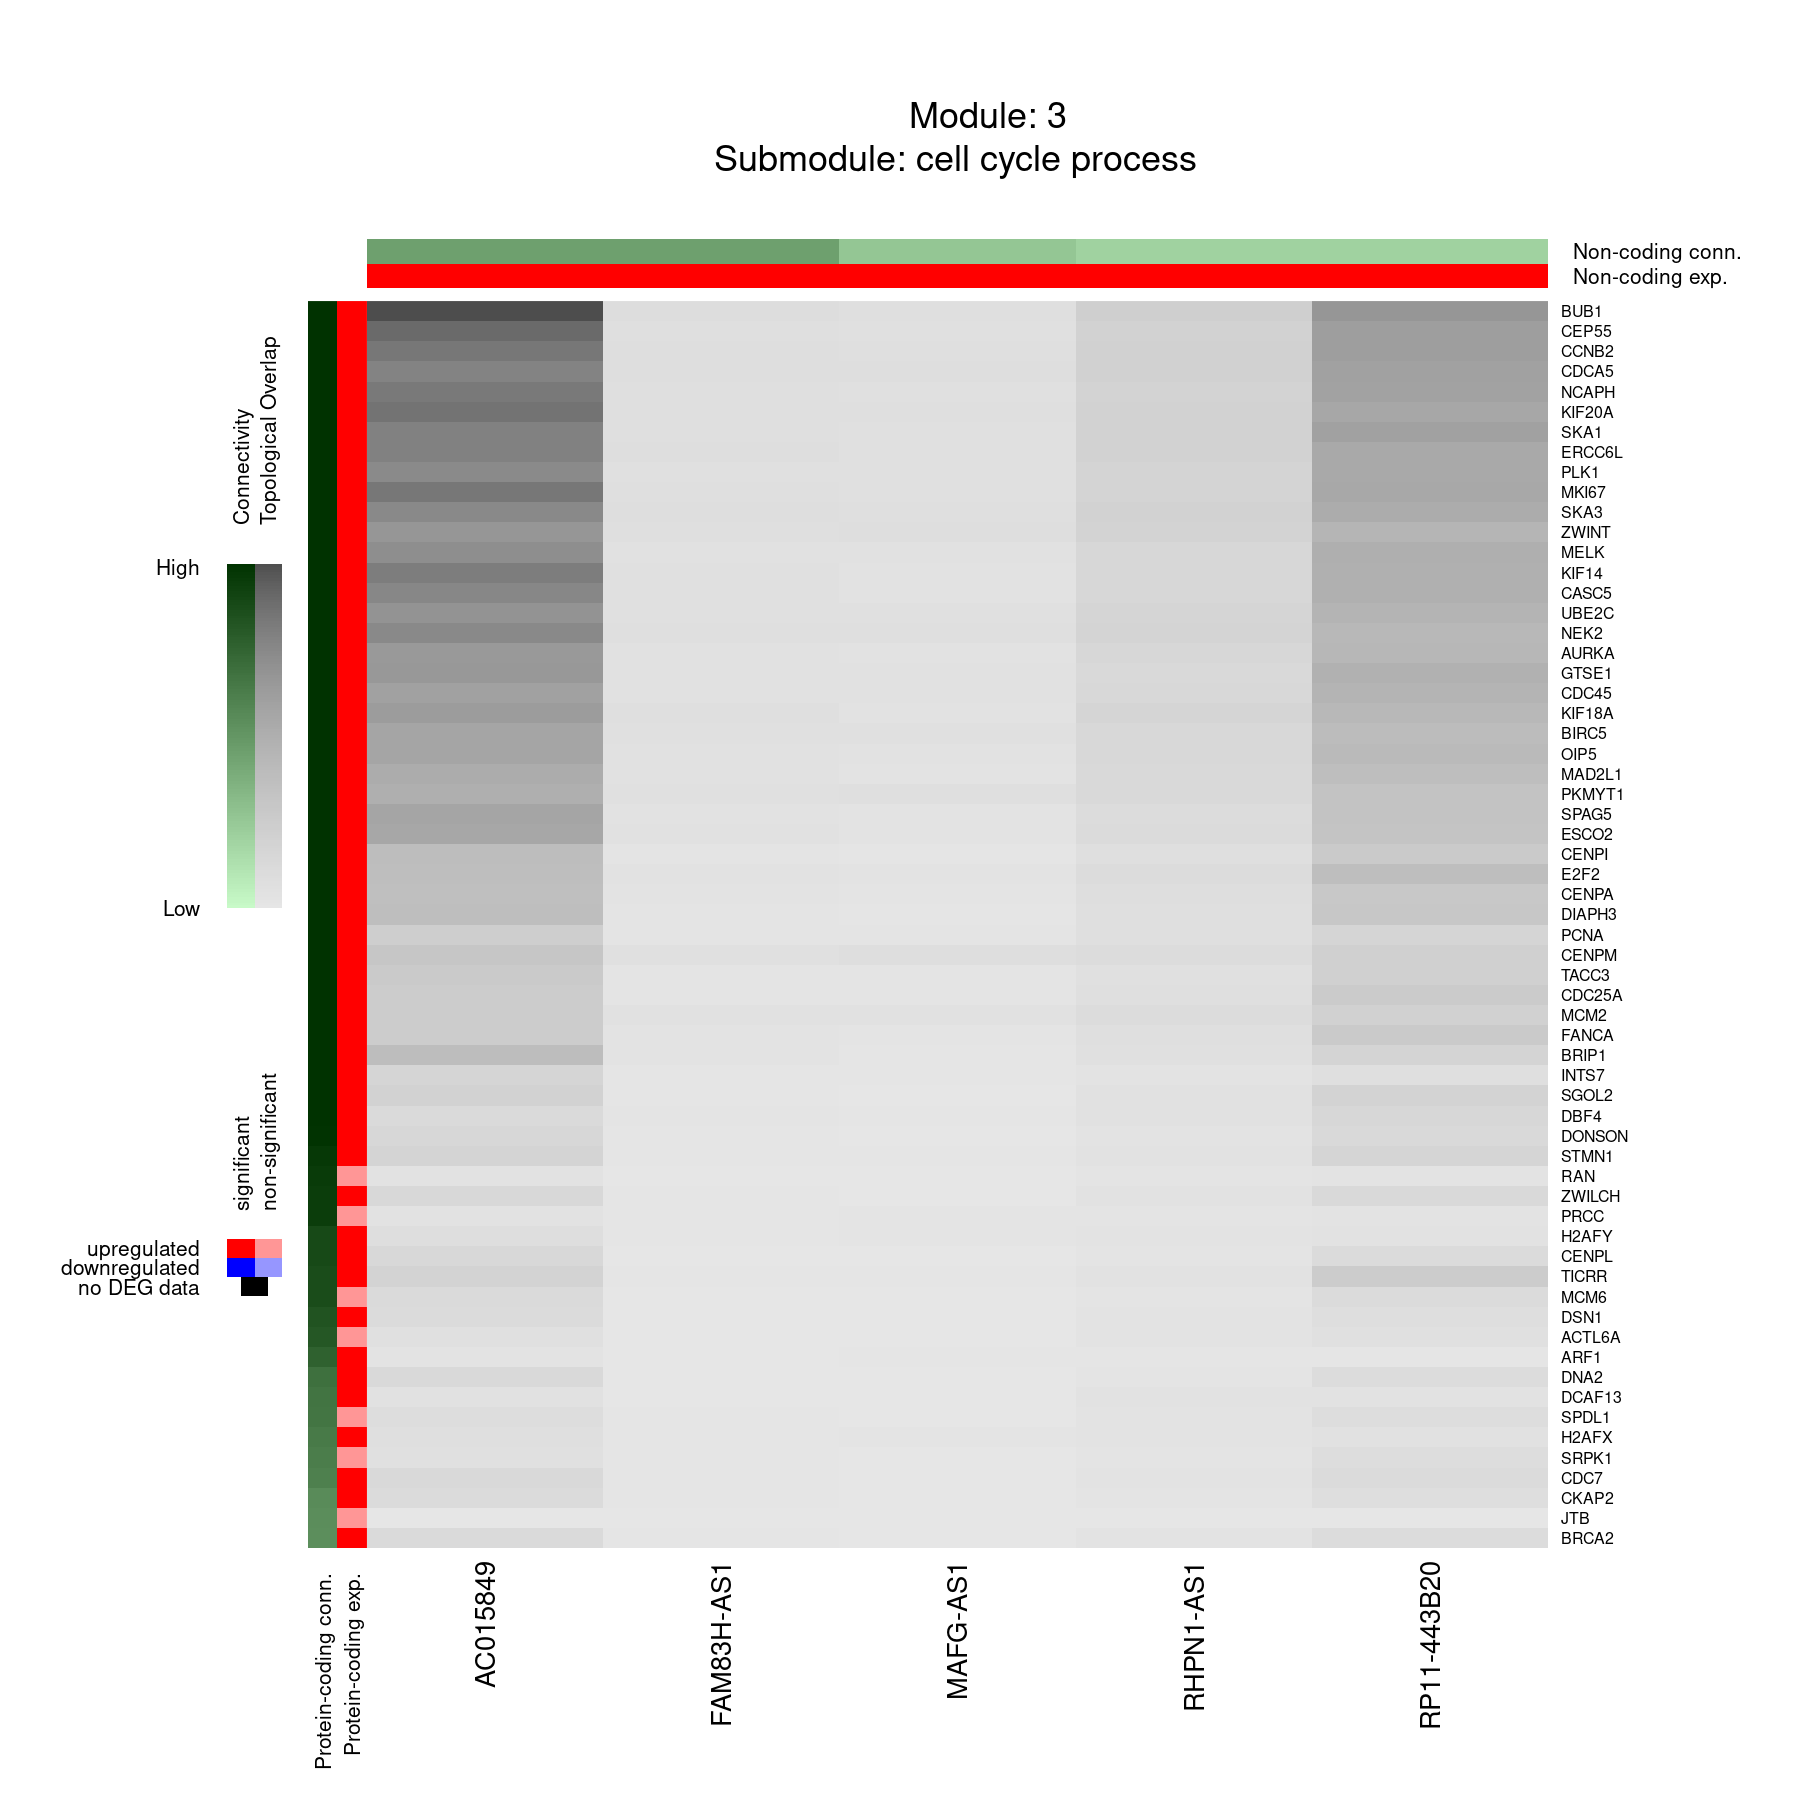 Module: 3
Submodule: cell cycle process
Non-coding conn.
Non-coding exp.
Connectivity
Topological Overlap
High
Low
significant
non-significant
upregulated
downregulated
no DEG data
BUB1
CEP55
CCNB2
CDCA5
NCAPH
KIF20A
SKA1
ERCC6L
PLK1
MKI67
SKA3
ZWINT
MELK
KIF14
CASC5
UBE2C
NEK2
AURKA
GTSE1
CDC45
KIF18A
BIRC5
OIP5
MAD2L1
PKMYT1
SPAG5
ESCO2
CENPI
E2F2
CENPA
DIAPH3
PCNA
CENPM
TACC3
CDC25A
MCM2
FANCA
BRIP1
INTS7
SGOL2
DBF4
DONSON
STMN1
RAN
ZWILCH
PRCC
H2AFY
CENPL
TICRR
MCM6
DSN1
ACTL6A
ARF1
DNA2
DCAF13
SPDL1
H2AFX
SRPK1
CDC7
CKAP2
JTB
BRCA2
Protein-coding conn.
Protein-coding exp.
AC015849
FAM83H-AS1
MAFG-AS1
RHPN1-AS1
RP11-443B20